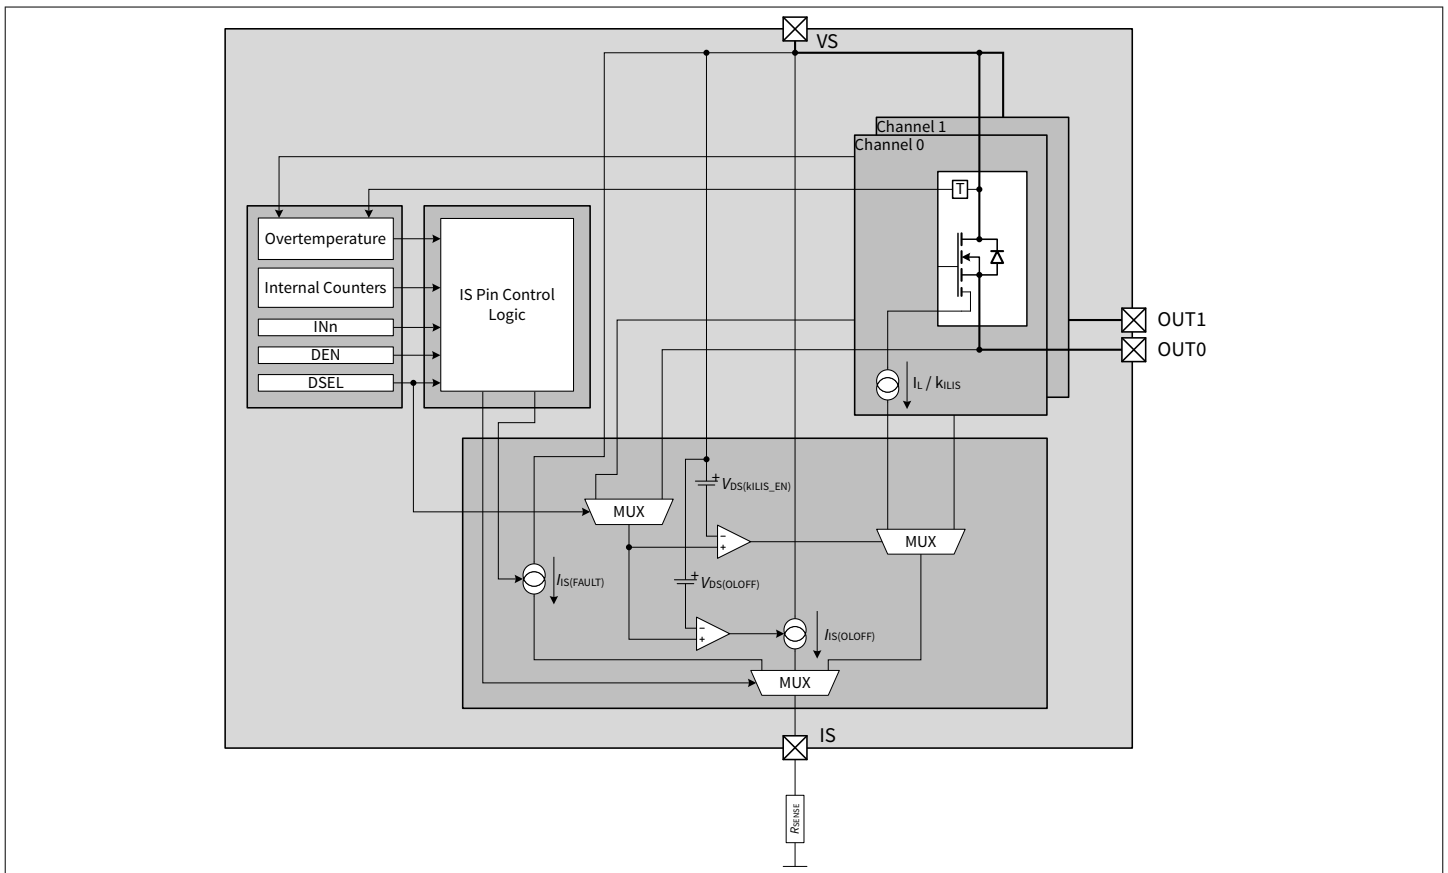 VS
Channel 1
Channel 0
T
Overtemperature
Internal Counters
INn
DEN
DSEL
IS Pin Control
Logic
OUT1
OUT0
IL / kILIS
+
VDS(kILIS_EN)
MUX
−
+
MUX
IIS(FAULT)
+
VDS(OLOFF)
−
+
IIS(OLOFF)
MUX
IS
RSENSE